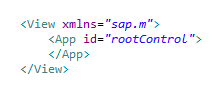 <View xmlns="sap.m">
    <App id="rootControl">
    </App>
</View>